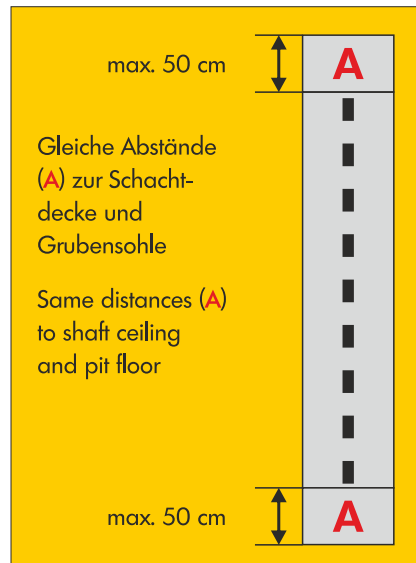 max. 50 cm
A
Gleiche Abstände
(A) zur Schacht-
decke und
Grubensohle
Same distances (A)
to shaft ceiling
and pit floor
max. 50 cm
A